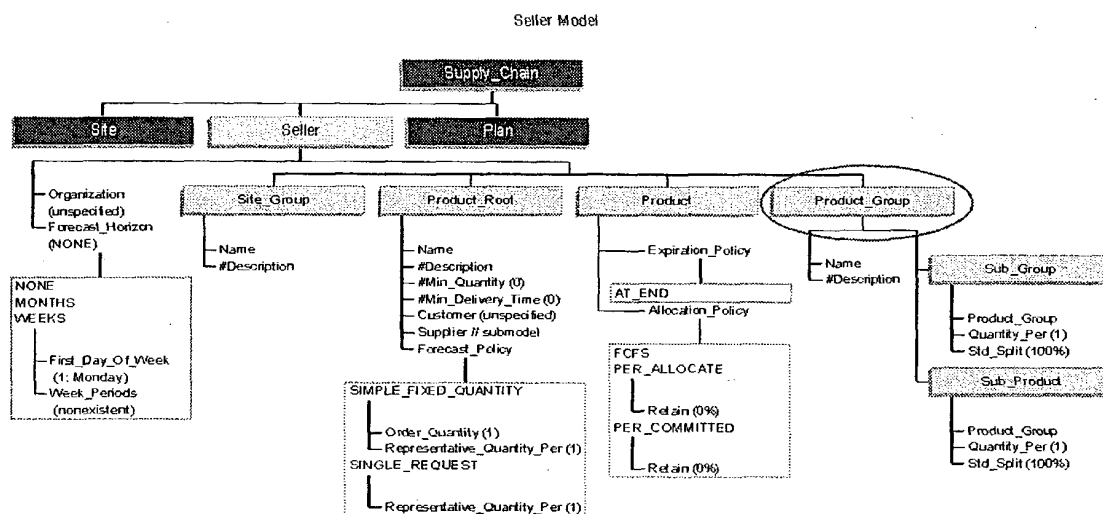 Seller Model
Supply_Chain
Site
Seller
Plan
Organization
(unspecified)
Forecast_Horizon
(NONE)
NONE
MONTHS
WEEKS
First_Day_Of_Week
(1; Monday)
Week_Periods
(nonexistent)
Site_Group
Name
#Description
Product_Root
Name
#Description
#Min_Quantity (0)
#Min_Delivery_Time (0)
Customer (unspecified)
Supplier // submodel
Forecast_Policy
SIMPLE_FIXED_QUANTITY
Order_Quantity (1)
Representative_Quantity_Per (1)
SINGLE_REQUEST
Representative_Quantity_Per (1)
Product
Expiration_Policy
AT_END
Allocation_Policy
FCFS
PER_ALLOCATE
Retain (0%)
PER_COMMITTED
Retain (0%)
Product_Group
Name
#Description
Sub_Group
Product_Group
Quantity_Per (1)
Std_Split (100%)
Sub_Product
Product_Group
Quantity_Per (1)
Std_Split (100%)